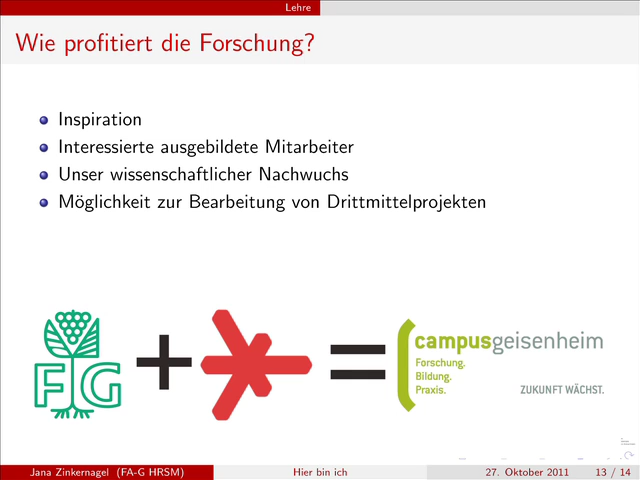 Lehre
Wie profitiert die Forschung?
Inspiration
Interessierte ausgebildete Mitarbeiter
Unser wissenschaftlicher Nachwuchs
Möglichkeit zur Bearbeitung von Drittmittelprojekten
FG + = campusgeisenheim
Forschung.
Bildung.
Praxis.
ZUKUNFT WÄCHST.
Jana Zinkernagel (FA-G HRSM) Hier bin ich 27. Oktober 2011 13 / 14